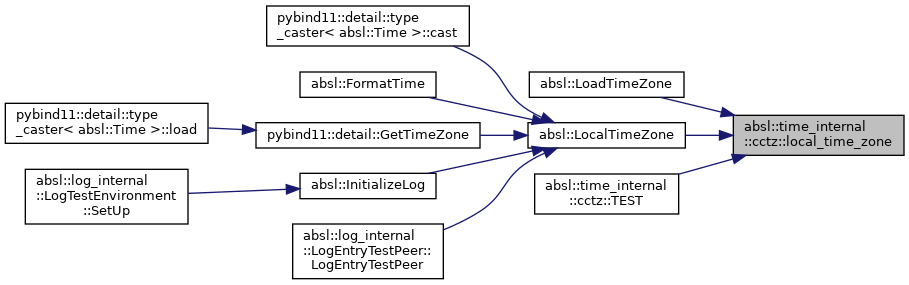 pybind11::detail::type
_caster< absl::Time >::cast
absl::FormatTime
absl::LoadTimeZone
pybind11::detail::type
_caster< absl::Time >::load
pybind11::detail::GetTimeZone
absl::LocalTimeZone
absl::time_internal
::cctz::local_time_zone
absl::log_internal
::LogTestEnvironment
::SetUp
absl::InitializeLog
absl::time_internal
::cctz::TEST
absl::log_internal
::LogEntryTestPeer::
LogEntryTestPeer